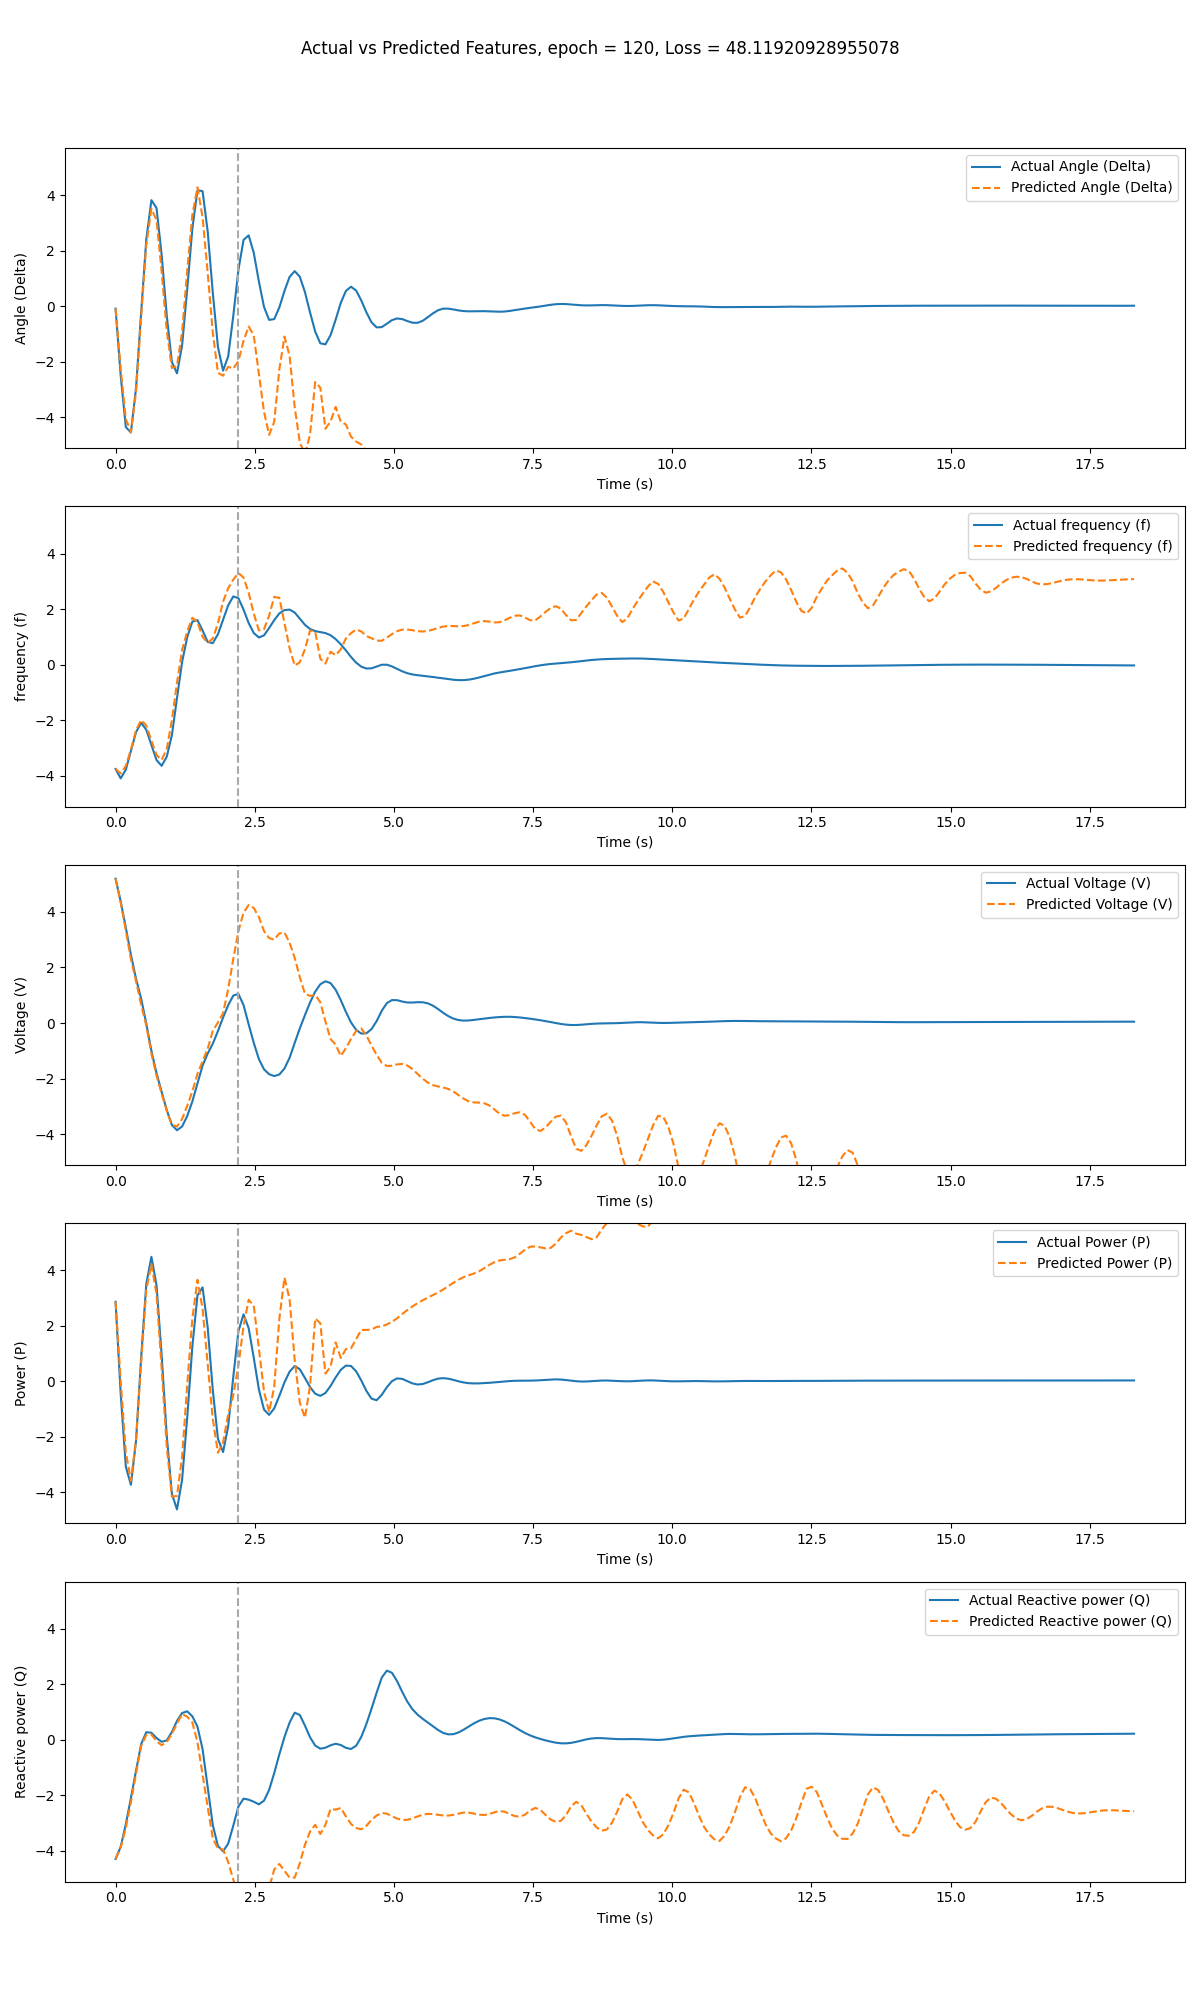 Actual vs Predicted Features, epoch = 120, Loss = 48.11920928955078
Actual Angle (Delta)
Predicted Angle (Delta)
Angle (Delta)
4
2
0
−2
−4
0.0 2.5 5.0 7.5 10.0 12.5 15.0 17.5
Time (s)
Actual frequency (f)
Predicted frequency (f)
frequency (f)
4
2
0
−2
−4
0.0 2.5 5.0 7.5 10.0 12.5 15.0 17.5
Time (s)
Actual Voltage (V)
Predicted Voltage (V)
Voltage (V)
4
2
0
−2
−4
0.0 2.5 5.0 7.5 10.0 12.5 15.0 17.5
Time (s)
Actual Power (P)
Predicted Power (P)
Power (P)
4
2
0
−2
−4
0.0 2.5 5.0 7.5 10.0 12.5 15.0 17.5
Time (s)
Actual Reactive power (Q)
Predicted Reactive power (Q)
Reactive power (Q)
4
2
0
−2
−4
0.0 2.5 5.0 7.5 10.0 12.5 15.0 17.5
Time (s)